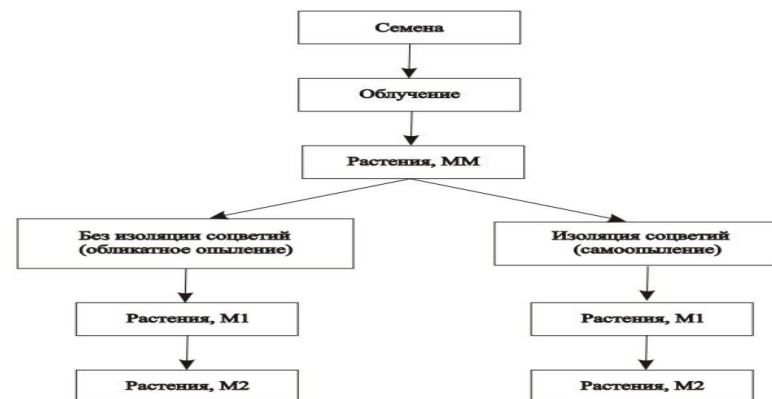 Семена
Облучение
Растения, ММ
Без изоляции соцветий
(обликатное опыление)
Изоляция соцветий
(самоопыление)
Растения, М1
Растения, М1
Растения, М2
Растения, М2